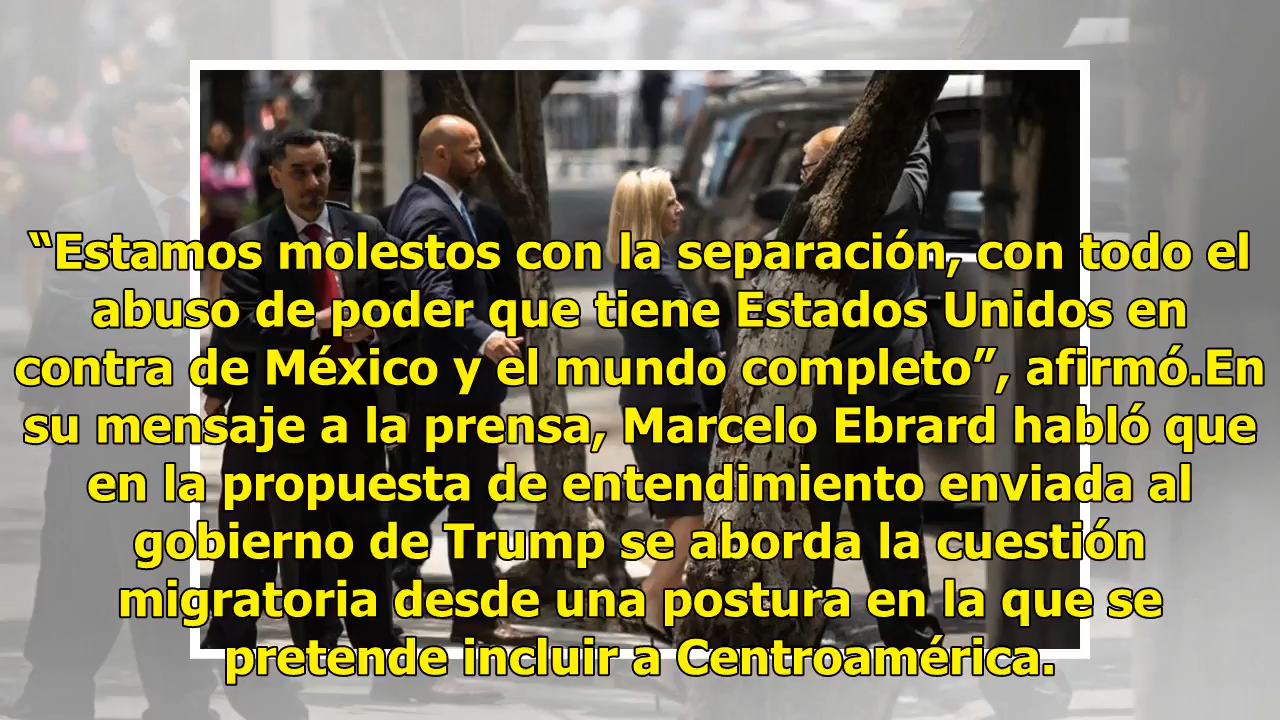 “Estamos molestos con la separación, con todo el
abuso de poder que tiene Estados Unidos en
contra de México y el mundo completo”, afirmó.En
su mensaje a la prensa, Marcelo Ebrard habló que
en la propuesta de entendimiento enviada al
gobierno de Trump se aborda la cuestión
migratoria desde una postura en la que se
pretende incluir a Centroamérica.